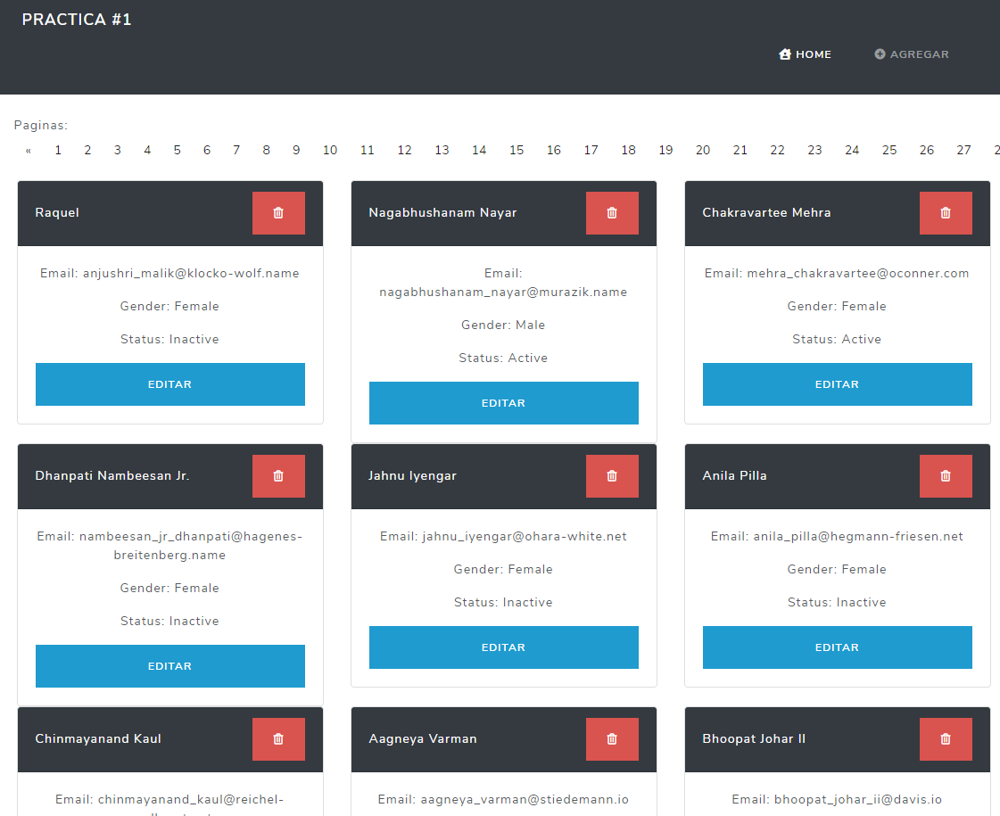 PRACTICA #1
HOME AGREGAR
Paginas:
« 1 2 3 4 5 6 7 8 9 10 11 12 13 14 15 16 17 18 19 20 21 22 23 24 25 26 27
Raquel
Email: anjushri_malik@klocko-wolf.name
Gender: Female
Status: Inactive
EDITAR
Nagabhushanam Nayar
Email:
nagabhushanam_nayar@murazik.name
Gender: Male
Status: Active
EDITAR
Chakravartee Mehra
Email: mehra_chakravartee@oconner.com
Gender: Female
Status: Active
EDITAR
Dhanpati Nambeesan Jr.
Email: nambeesan_jr_dhanpati@hagenes-
breitenberg.name
Gender: Female
Status: Inactive
EDITAR
Jahnu Iyengar
Email: jahnu_iyengar@ohara-white.net
Gender: Female
Status: Inactive
EDITAR
Anila Pilla
Email: anila_pilla@hegmann-friesen.net
Gender: Female
Status: Inactive
EDITAR
Chinmayanand Kaul
Email: chinmayanand_kaul@reichel-
Aagneya Varman
Email: aagneya_varman@stiedemann.io
Bhoopat Johar II
Email: bhoopat_johar_ii@davis.io